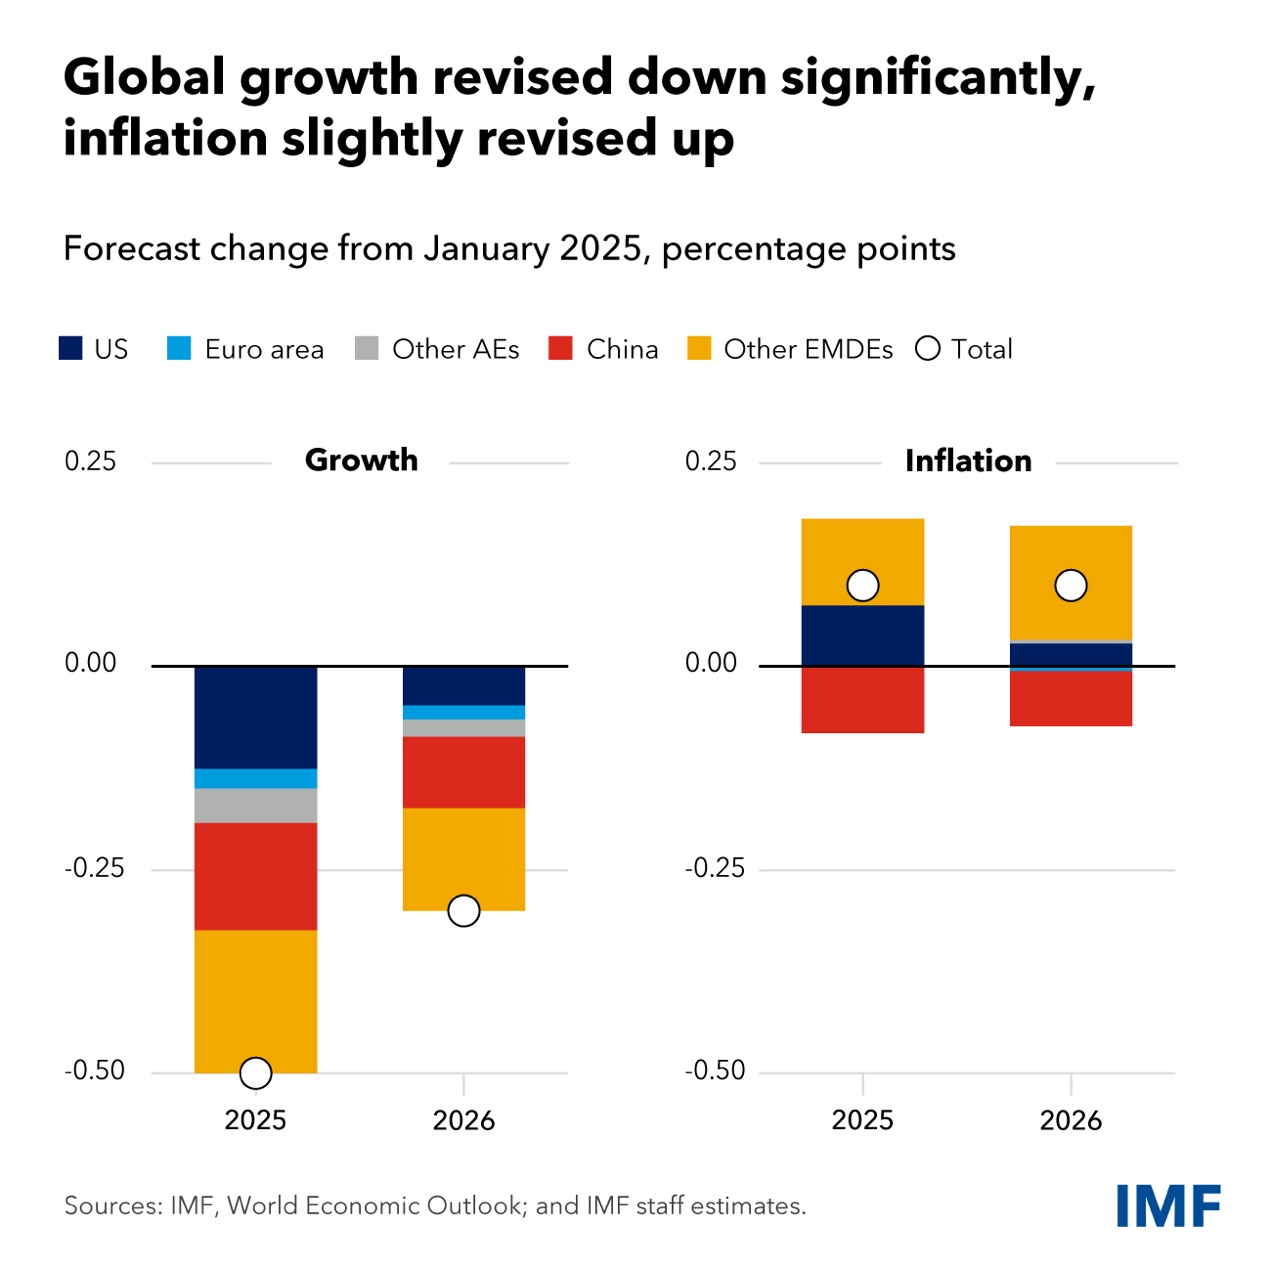 Global growth revised down significantly,
inflation slightly revised up
Forecast change from January 2025, percentage points
US Euro area Other AEs China Other EMDEs Total
Growth
0.25
0.00
-0.25
-0.50
2025 2026
Inflation
0.25
0.00
-0.25
-0.50
2025 2026
Sources: IMF, World Economic Outlook; and IMF staff estimates.
IMF